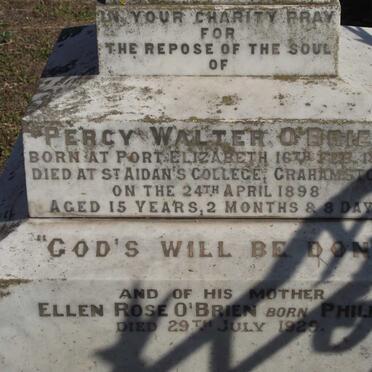 IN YOUR CHARITY PRAY
FOR
THE REPOSE OF THE SOUL
OF
PERCY WALTER O'BRIE
BORN AT PORT ELIZABETH 16TH FEB. 1
DIED AT ST AIDAN'S COLLEGE, GRAHAMSTO
ON THE 24TH APRIL 1898
AGED 15 YEARS, 2 MONTHS & 8 DAY
"GOD'S WILL BE DON
AND OF HIS MOTHER
ELLEN ROSE O'BRIEN BORN PHIL
DIED 29TH JULY 1929.